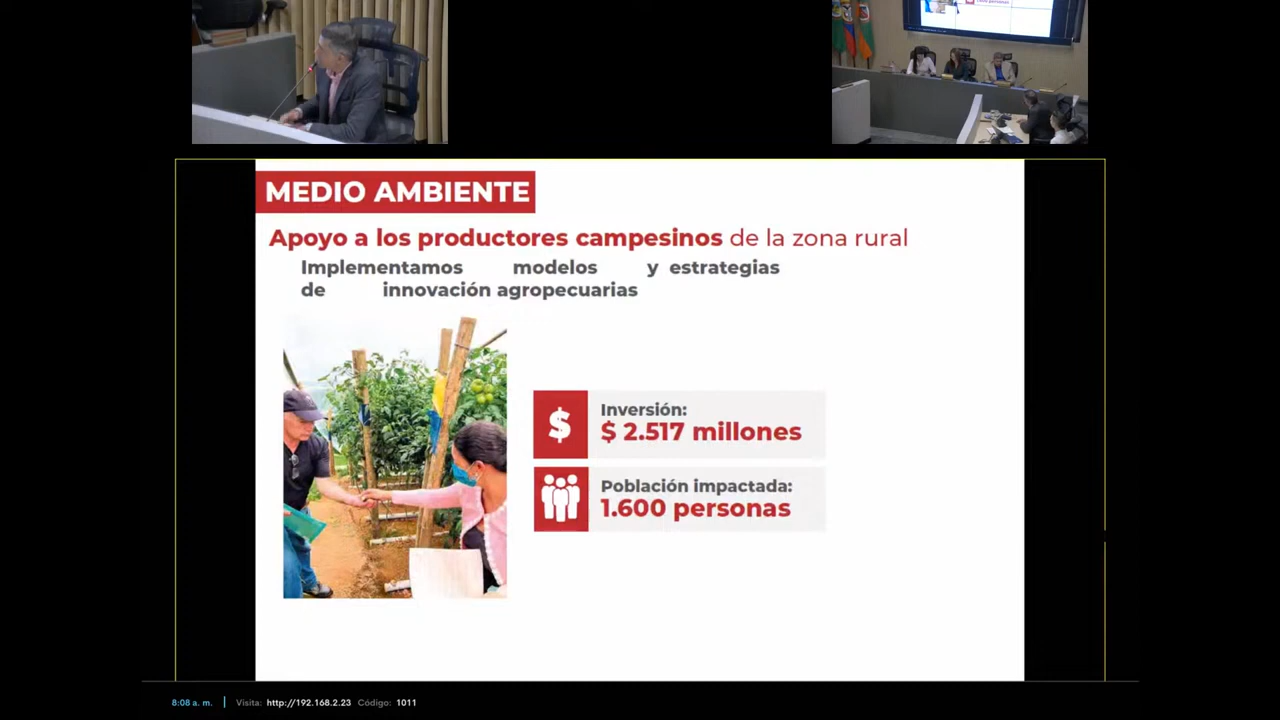 MEDIO AMBIENTE
Apoyo a los productores campesinos de la zona rural
Implementamos modelos y estrategias
de innovación agropecuarias
$
Inversión:
$ 2.517 millones
Población impactada:
1.600 personas
8:08 a. m. | Visita: http://192.168.2.23 Código: 1011